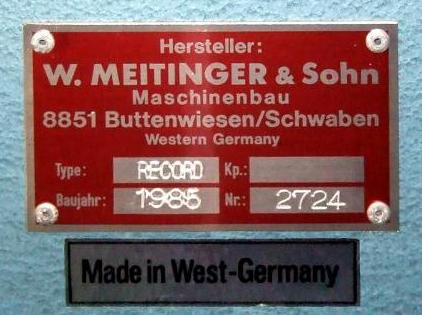 Hersteller:
W. MEITINGER & Sohn
Maschinenbau
8851 Buttenwiesen/Schwaben
Western Germany
Type: RECORD Kp.:
Baujahr: 1985 Nr.: 2724
Made in West-Germany